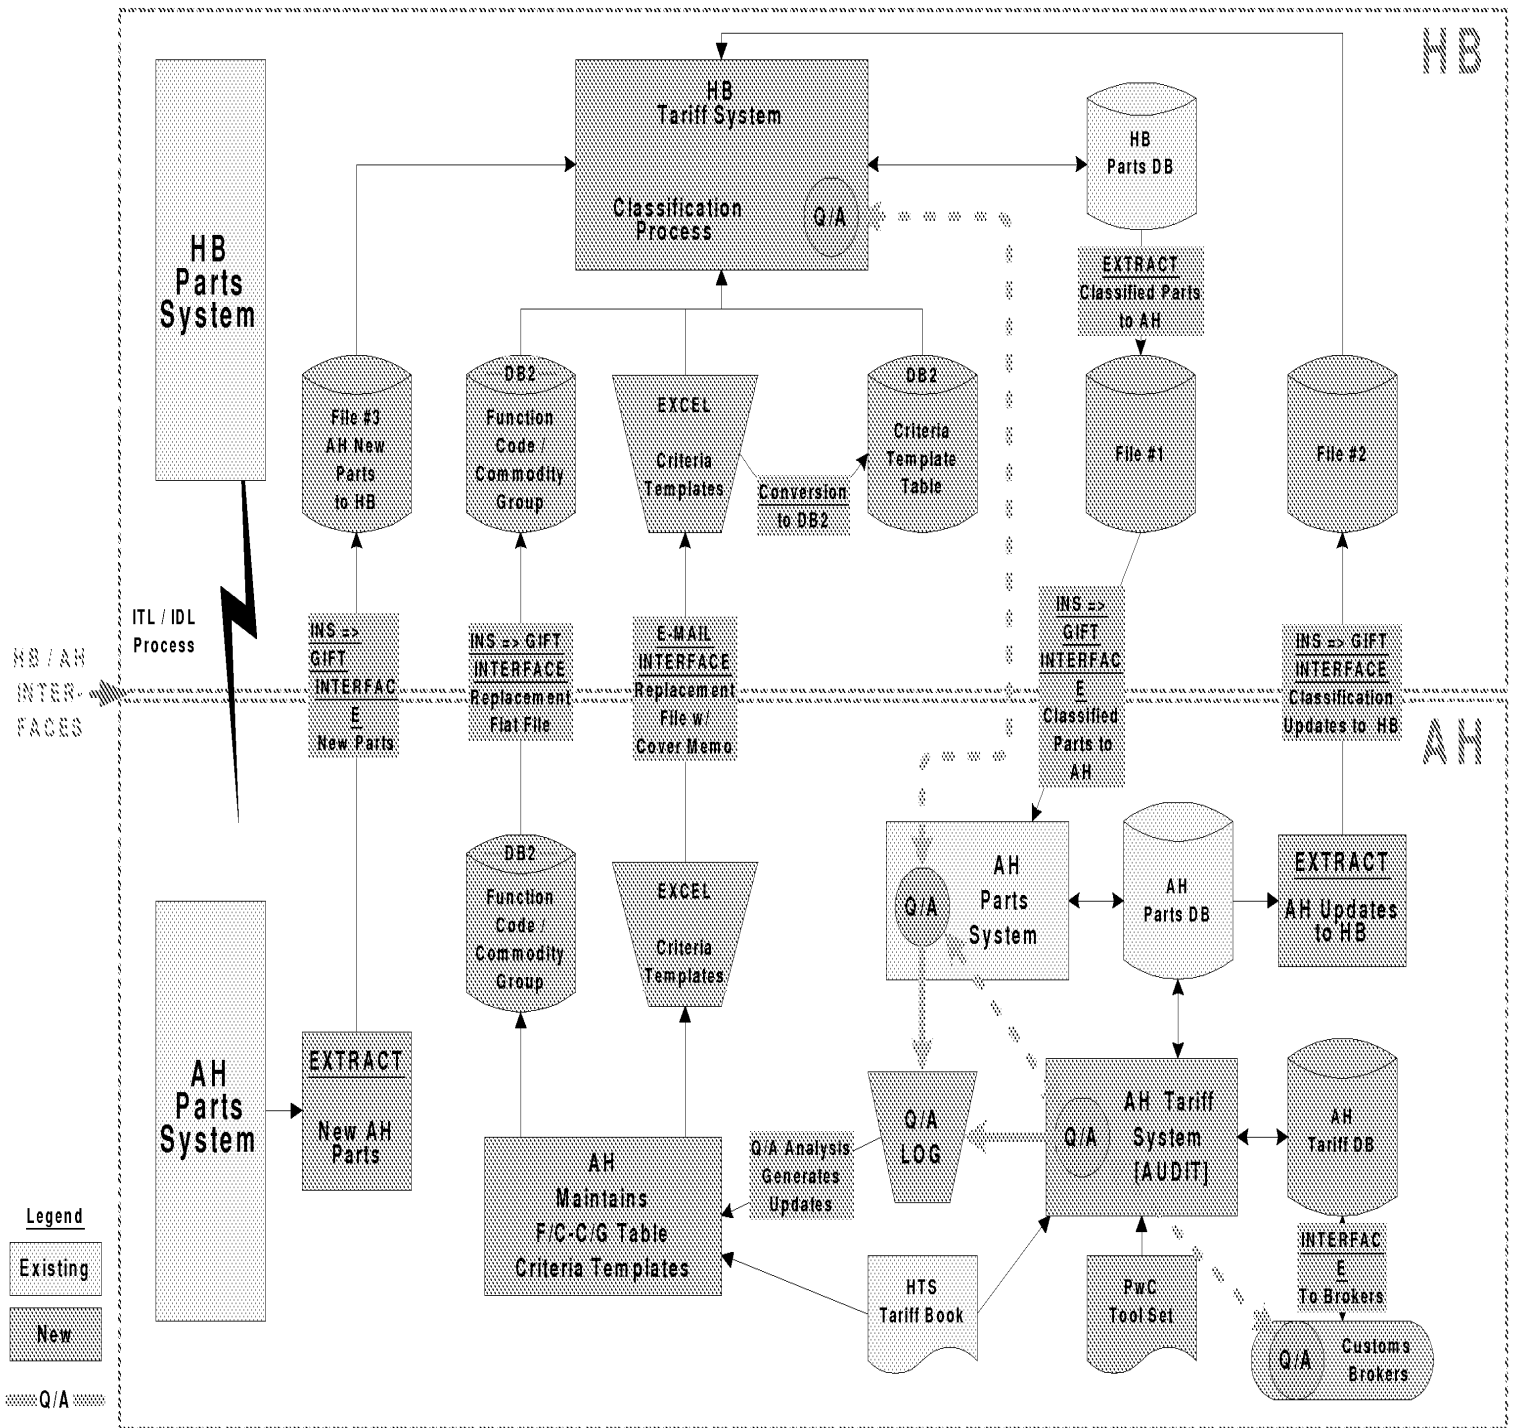 HB
HB
Tariff System
Classification
Process
Q/A
HB
Parts DB
HB
Parts
System
EXTRACT
Classified Parts
to AH
File #3
AH New
Parts
to HB
DB2
Function
Code /
Commodity
Group
EXCEL
Criteria
Templates
Conversion
to DB2
DB2
Criteria
Template
Table
File #1
File #2
ITL / IDL
Process
HB / AH
INTER-
FACES
INS =>
GIFT
INTERFAC
E
New Parts
INS => GIFT
INTERFACE
Replacement
Flat File
E-MAIL
INTERFACE
Replacement
File w/
Cover Memo
INS =>
GIFT
INTERFAC
E
Classified
Parts to
AH
INS => GIFT
INTERFACE
Classification
Updates to HB
AH
DB2
Function
Code /
Commodity
Group
EXCEL
Criteria
Templates
Q/A
AH
Parts
System
AH
Parts DB
EXTRACT
AH Updates
to HB
AH
Parts
System
EXTRACT
New AH
Parts
AH
Maintains
F/C-C/G Table
Criteria Templates
Q/A Analysis
Generates
Updates
Q/A
LOG
Q/A
AH Tariff
System
[AUDIT]
AH
Tariff DB
INTERFAC
E
To Brokers
HTS
Tariff Book
PwC
Tool Set
Q/A
Customs
Brokers
Legend
Existing
New
Q/A